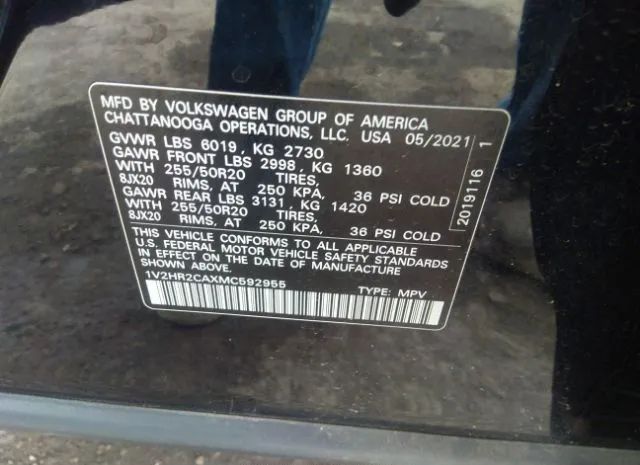 MFD BY VOLKSWAGEN GROUP OF AMERICA
CHATTANOOGA OPERATIONS, LLC. USA 05/2021
GVWR LBS 6019, KG 2730
GAWR FRONT LBS 2998, KG 1360
WITH 255/50R20 TIRES,
8JX20 RIMS, AT 250 KPA, 36 PSI COLD
GAWR REAR LBS 3131, KG 1420
WITH 255/50R20 TIRES,
8JX20 RIMS, AT 250 KPA, 36 PSI COLD
THIS VEHICLE CONFORMS TO ALL APPLICABLE
U.S. FEDERAL MOTOR VEHICLE SAFETY STANDARDS
IN EFFECT ON THE DATE OF MANUFACTURE
SHOWN ABOVE.
1V2HR2CAXMC592955 TYPE: MPV
2019116 1